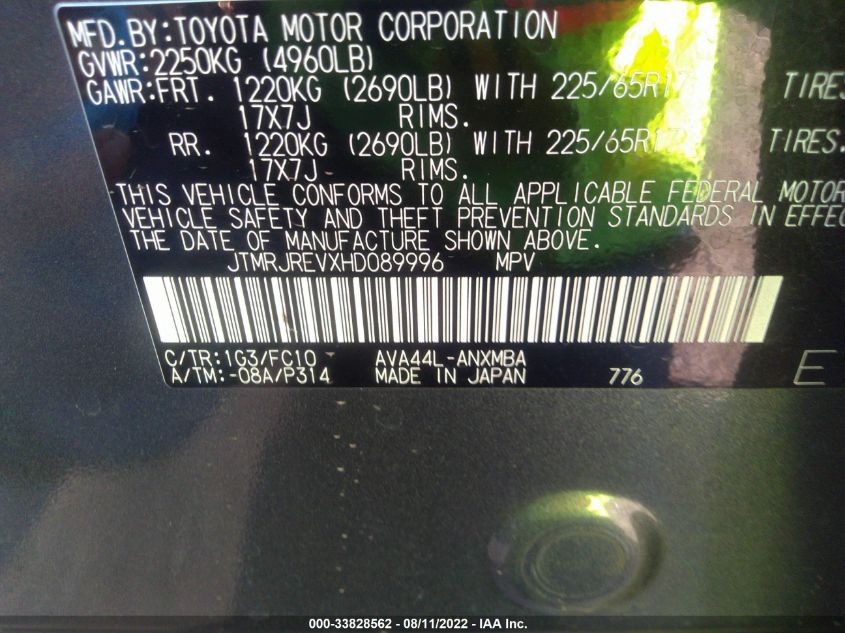 MFD.BY:TOYOTA MOTOR CORPORATION
GVWR:2250KG (4960LB)
GAWR:FRT. 1220KG (2690LB) WITH 225/65R17 TIRES
17X7J RIMS.
RR. 1220KG (2690LB) WITH 225/65R17 TIRES.
17X7J RIMS.
THIS VEHICLE CONFORMS TO ALL APPLICABLE FEDERAL MOTOR
VEHICLE SAFETY AND THEFT PREVENTION STANDARDS IN EFFE
THE DATE OF MANUFACTURE SHOWN ABOVE.
JTMRJREVXHD089996 MPV
C/TR:1G3/FC10 AVA44L-ANXMBA
A/TM:-08A/P314 MADE IN JAPAN 776 E
000-33828562 - 08/11/2022 - IAA Inc.